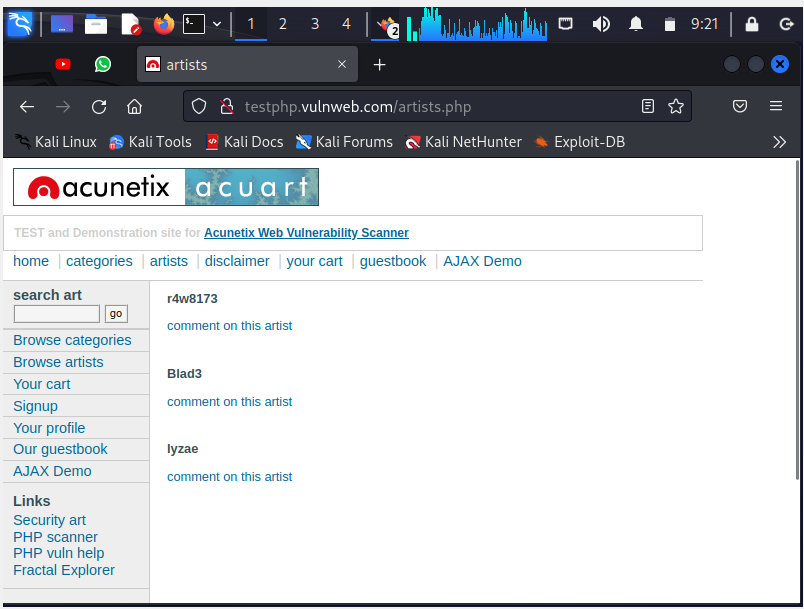 1 2 3 4 2 9:21
artists
testphp.vulnweb.com/artists.php
Kali Linux Kali Tools Kali Docs Kali Forums Kali NetHunter Exploit-DB
acunetix acuart
TEST and Demonstration site for Acunetix Web Vulnerability Scanner
home | categories | artists | disclaimer | your cart | guestbook | AJAX Demo
search art
go
Browse categories
Browse artists
Your cart
Signup
Your profile
Our guestbook
AJAX Demo
Links
Security art
PHP scanner
PHP vuln help
Fractal Explorer
r4w8173
comment on this artist
Blad3
comment on this artist
lyzae
comment on this artist